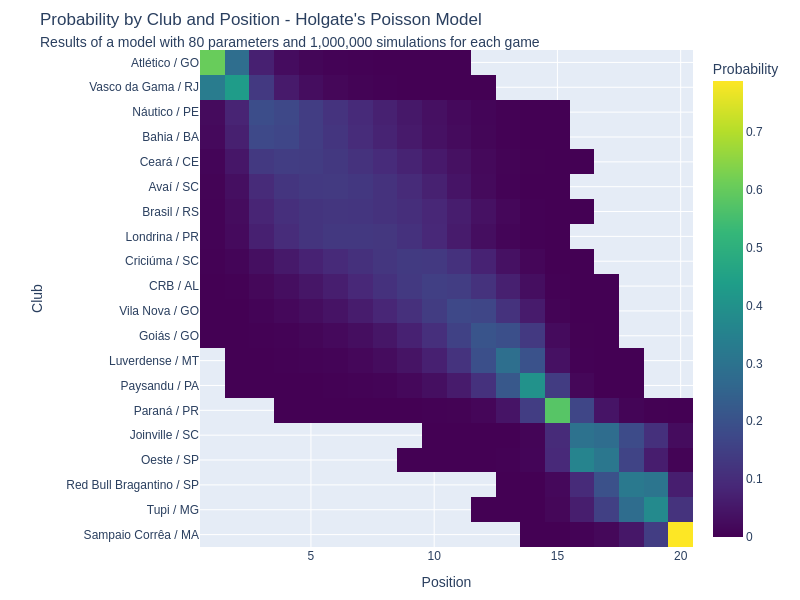 Probability by Club and Position - Holgate's Poisson Model
Results of a model with 80 parameters and 1,000,000 simulations for each game
Probability
Atlético / GO
Vasco da Gama / RJ
Náutico / PE
Bahia / BA
Ceará / CE
Avaí / SC
Brasil / RS
Londrina / PR
Criciúma / SC
CRB / AL
Vila Nova / GO
Goiás / GO
Luverdense / MT
Paysandu / PA
Paraná / PR
Joinville / SC
Oeste / SP
Red Bull Bragantino / SP
Tupi / MG
Sampaio Corrêa / MA
Club
5
10
15
20
Position
0.7
0.6
0.5
0.4
0.3
0.2
0.1
0